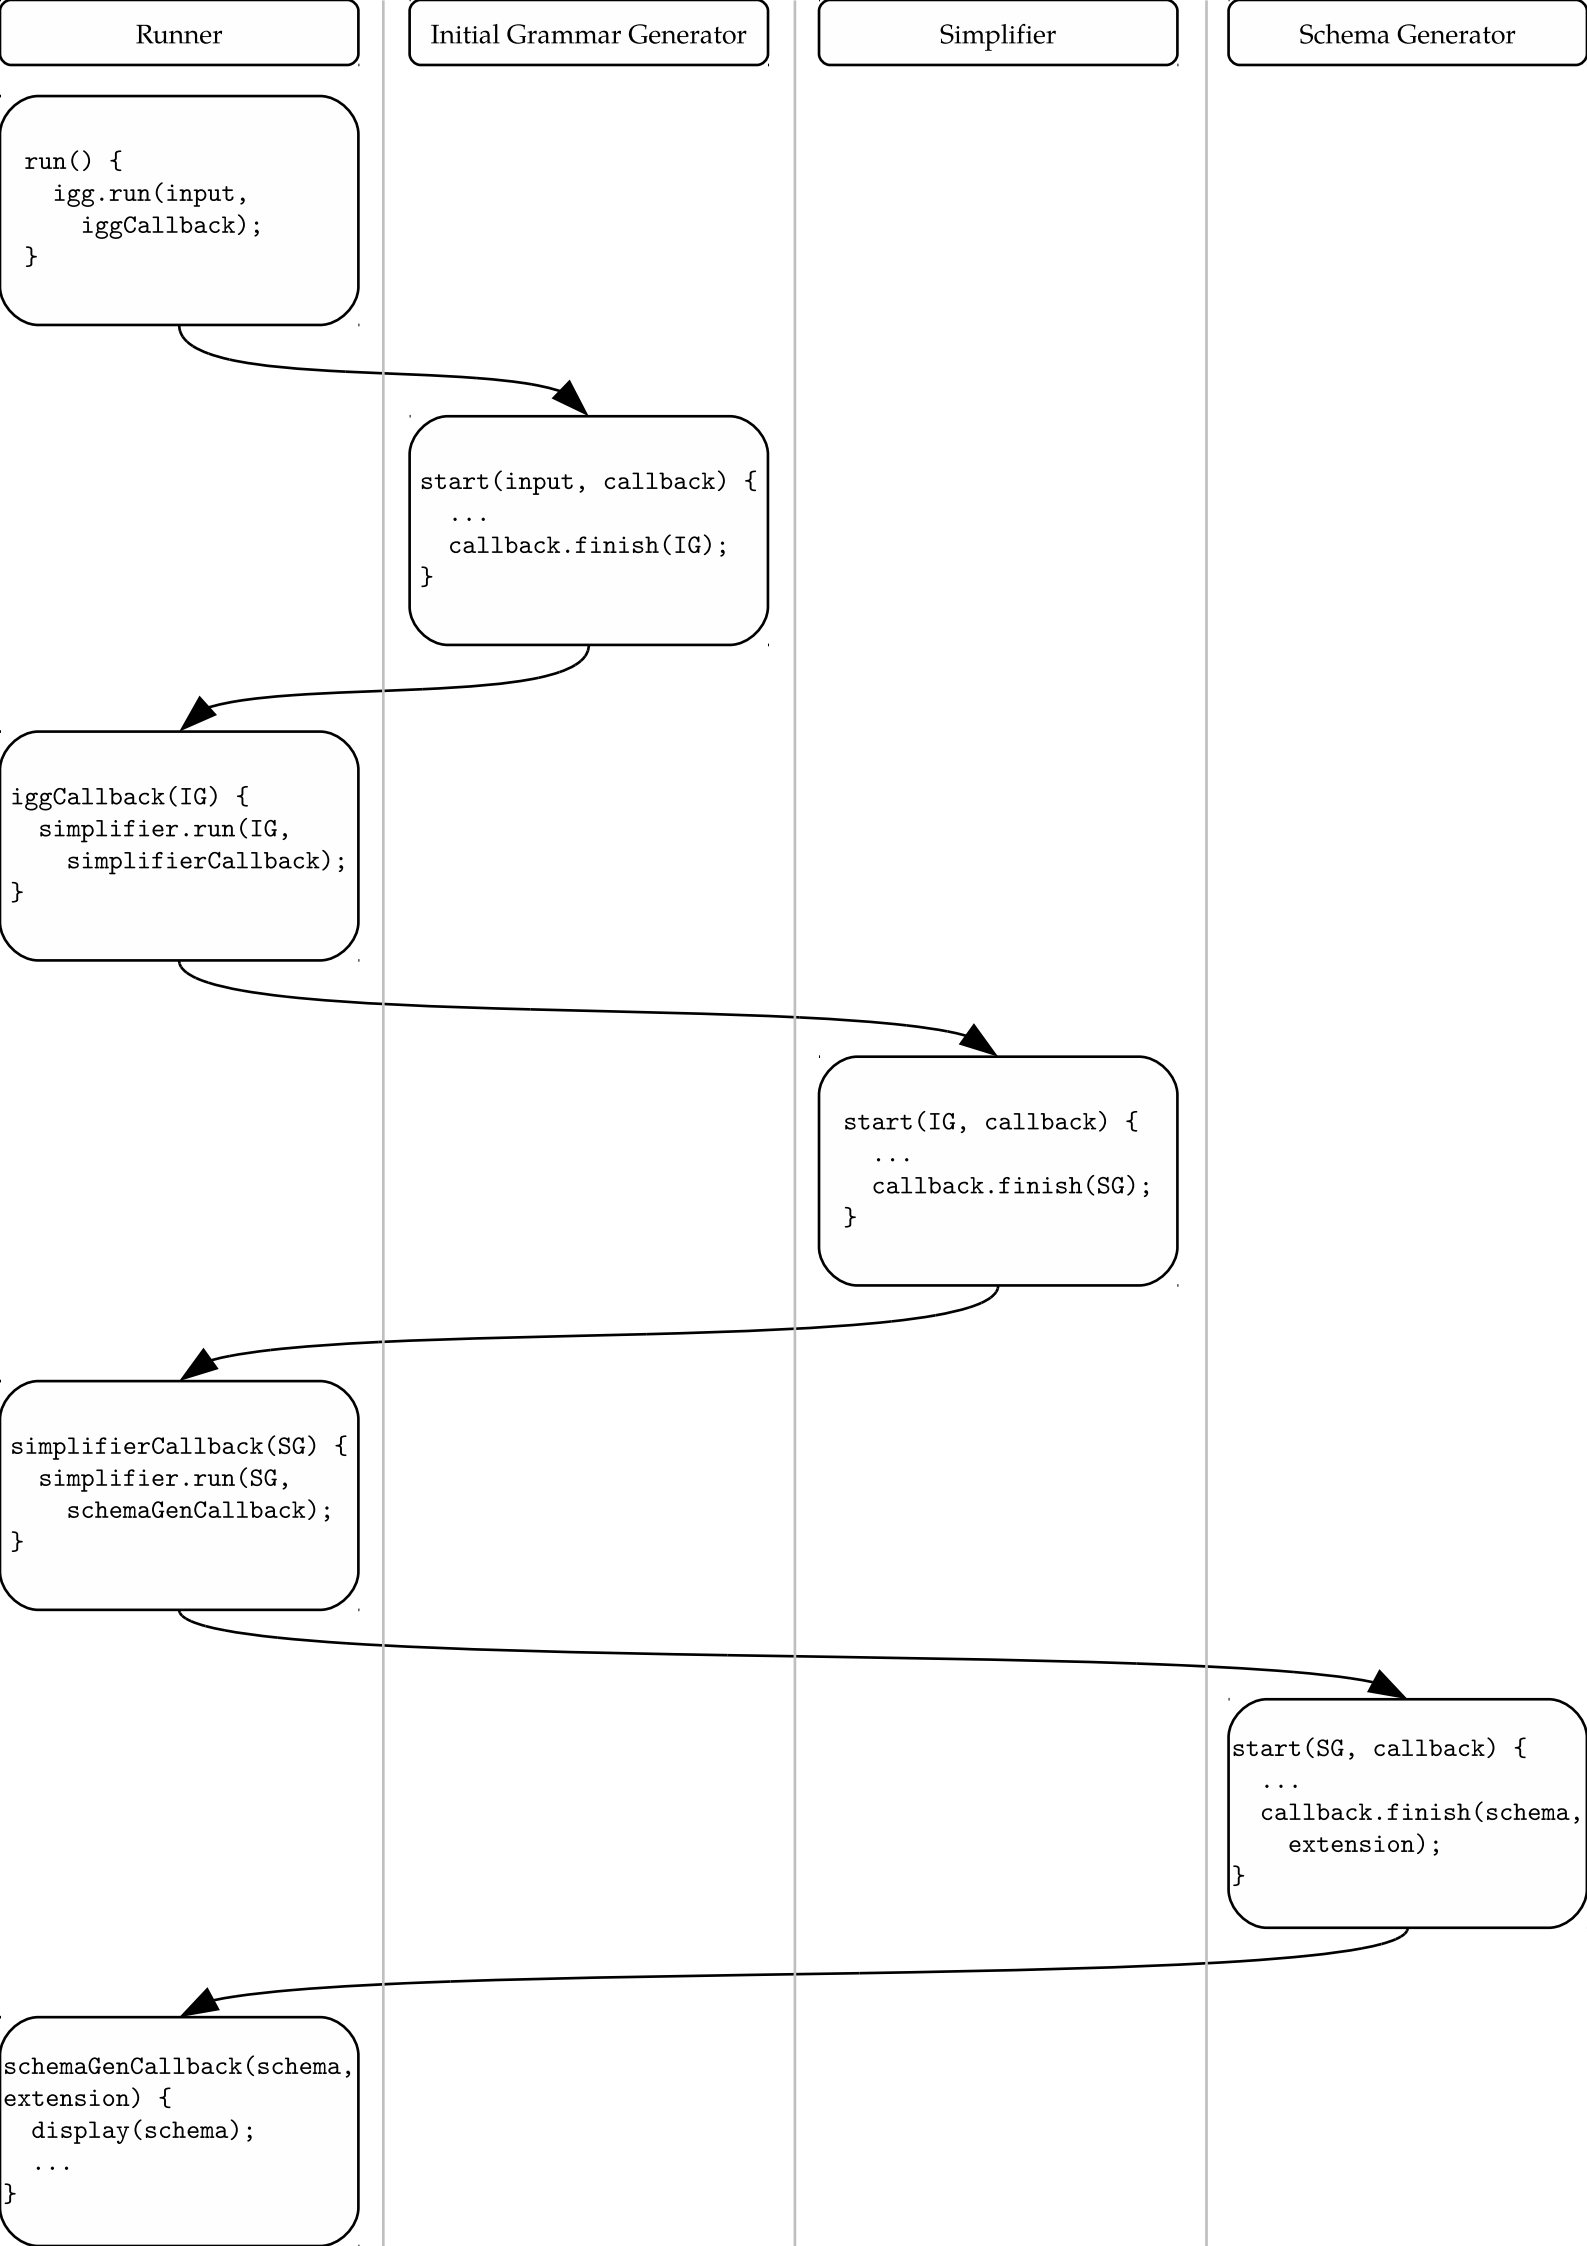 Runner
Initial Grammar Generator
Simplifier
Schema Generator
run() {
  igg.run(input,
    iggCallback);
}
start(input, callback) {
  ...
  callback.finish(IG);
}
iggCallback(IG) {
  simplifier.run(IG,
    simplifierCallback);
}
start(IG, callback) {
  ...
  callback.finish(SG);
}
simplifierCallback(SG) {
  simplifier.run(SG,
    schemaGenCallback);
}
start(SG, callback) {
  ...
  callback.finish(schema,
    extension);
}
schemaGenCallback(schema,
extension) {
  display(schema);
  ...
}